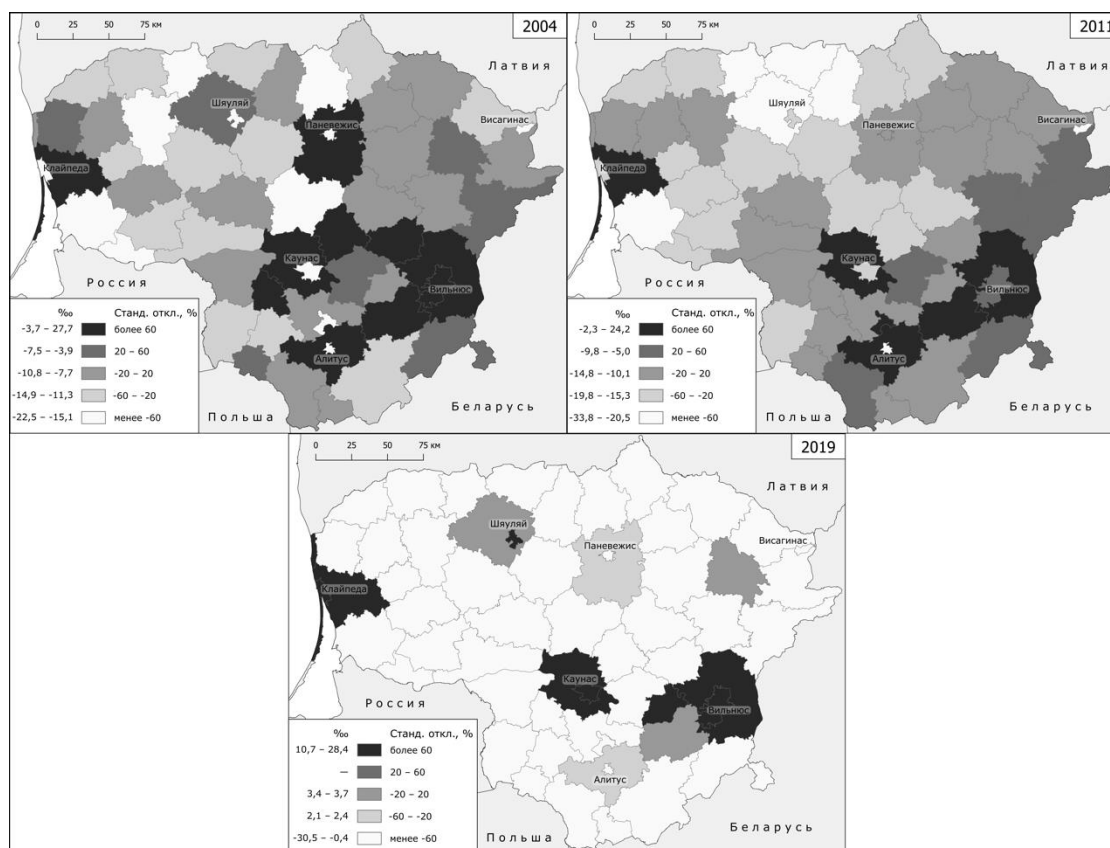 0 25 50 75 км
2004
Латвия
Шяуляй
Висагинас
Паневежис
Клайпеда
Каунас
Россия
Вильнюс
Алитус
Польша
Беларусь
‰ Станд. откл., %
-3,7 – 27,7 более 60
-7,5 – -3,9 20 – 60
-10,8 – -7,7 -20 – 20
-14,9 – -11,3 -60 – -20
-22,5 – -15,1 менее -60
0 25 50 75 км
2011
Латвия
Шяуляй
Висагинас
Паневежис
Клайпеда
Каунас
Россия
Вильнюс
Алитус
Польша
Беларусь
‰ Станд. откл., %
-2,3 – 24,2 более 60
-9,8 – -5,0 20 – 60
-14,8 – -10,1 -20 – 20
-19,8 – -15,3 -60 – -20
-33,8 – -20,5 менее -60
0 25 50 75 км
2019
Латвия
Шяуляй
Висагинас
Паневежис
Клайпеда
Каунас
Россия
Вильнюс
Алитус
Польша
Беларусь
‰ Станд. откл., %
10,7 – 28,4 более 60
— 20 – 60
3,4 – 3,7 -20 – 20
2,1 – 2,4 -60 – -20
-30,5 – -0,4 менее -60